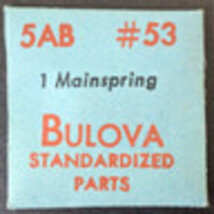 5AB #53
1 Mainspring
BULOVA
STANDARDIZED
PARTS